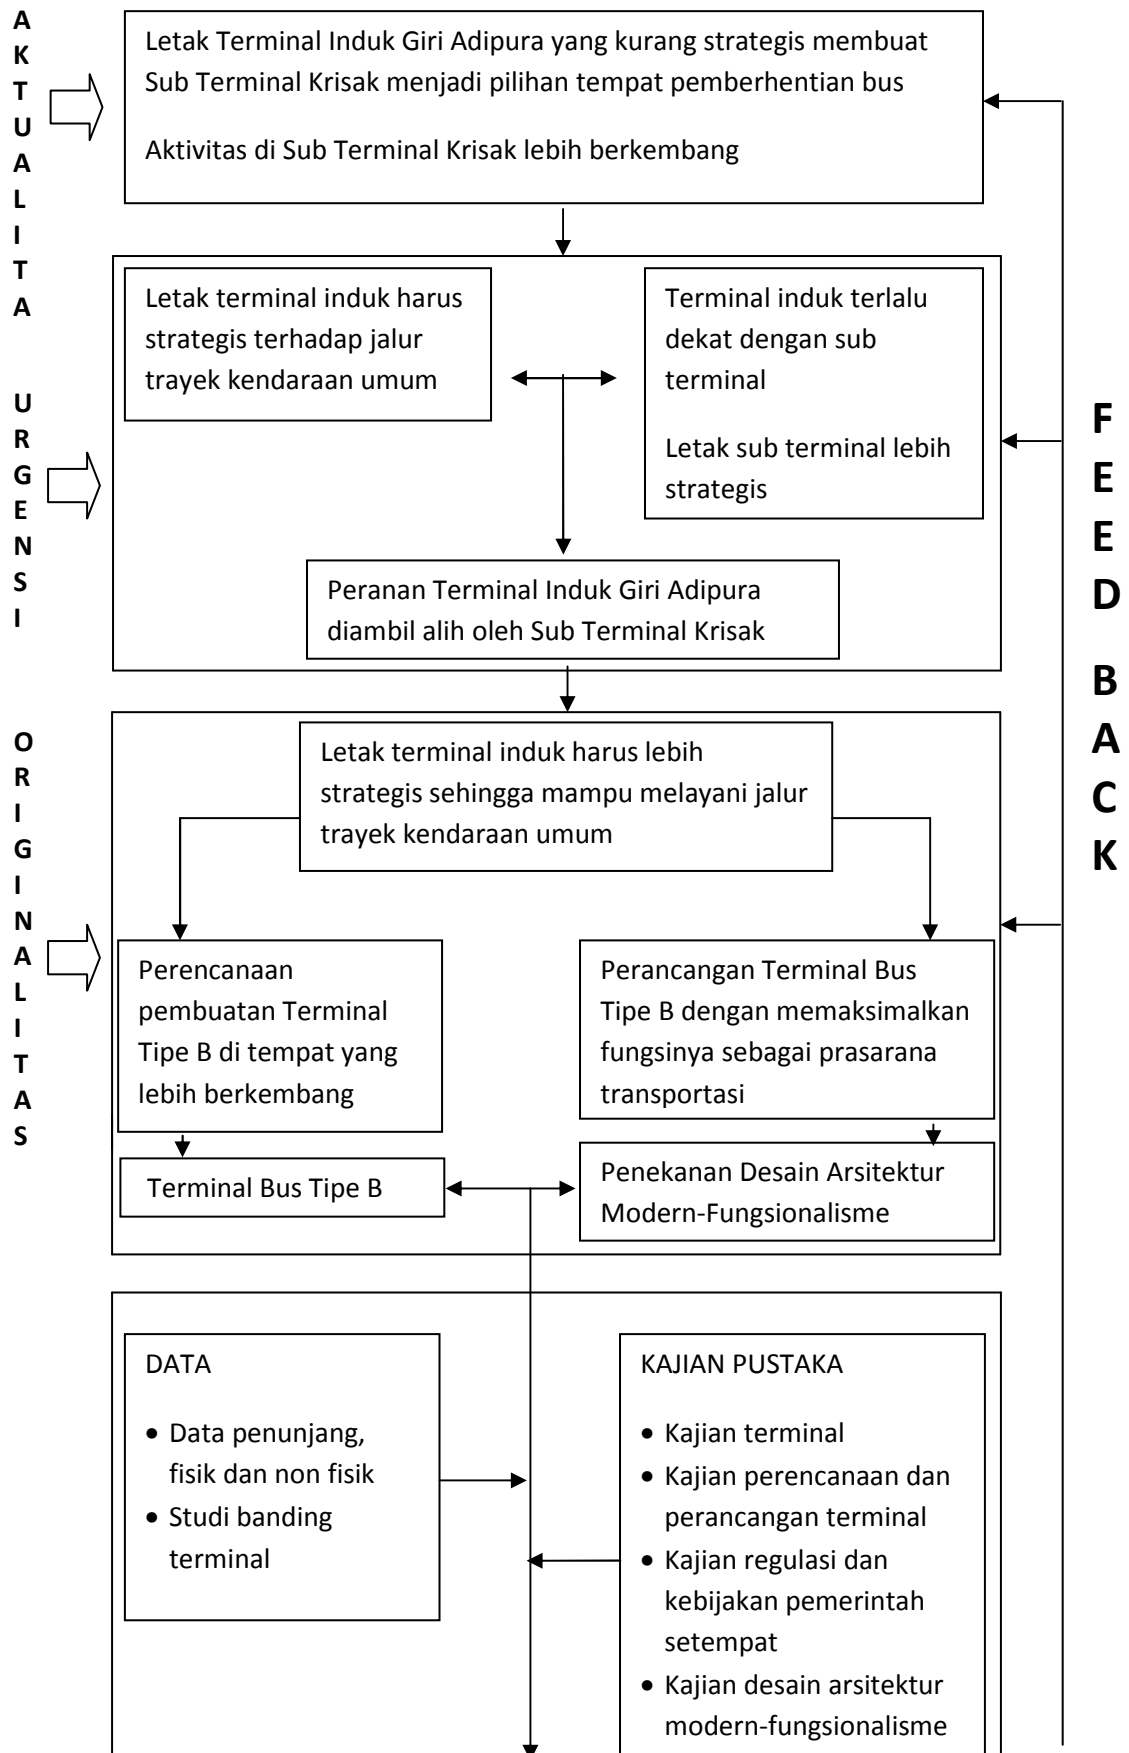 AKTUALITA
Letak Terminal Induk Giri Adipura yang kurang strategis membuat
Sub Terminal Krisak menjadi pilihan tempat pemberhentian bus
Aktivitas di Sub Terminal Krisak lebih berkembang
URGENSI
Letak terminal induk harus
strategis terhadap jalur
trayek kendaraan umum
Terminal induk terlalu
dekat dengan sub
terminal
Letak sub terminal lebih
strategis
Peranan Terminal Induk Giri Adipura
diambil alih oleh Sub Terminal Krisak
FEED BACK
ORIGINALITAS
Letak terminal induk harus lebih
strategis sehingga mampu melayani jalur
trayek kendaraan umum
Perencanaan
pembuatan Terminal
Tipe B di tempat yang
lebih berkembang
Perancangan Terminal Bus
Tipe B dengan memaksimalkan
fungsinya sebagai prasarana
transportasi
Terminal Bus Tipe B
Penekanan Desain Arsitektur
Modern-Fungsionalisme
DATA
• Data penunjang,
fisik dan non fisik
• Studi banding
terminal
KAJIAN PUSTAKA
• Kajian terminal
• Kajian perencanaan dan
perancangan terminal
• Kajian regulasi dan
kebijakan pemerintah
setempat
• Kajian desain arsitektur
modern-fungsionalisme